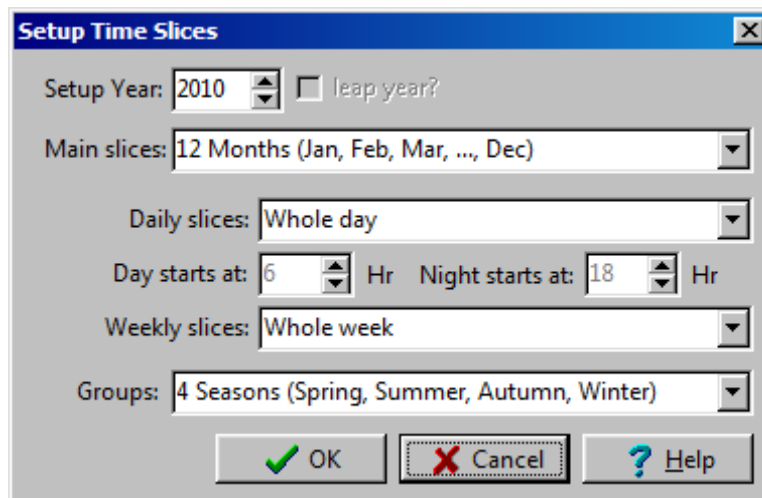 Setup Time Slices
Setup Year: 2010 leap year?
Main slices: 12 Months (Jan, Feb, Mar, ..., Dec)
Daily slices: Whole day
Day starts at: 6 Hr Night starts at: 18 Hr
Weekly slices: Whole week
Groups: 4 Seasons (Spring, Summer, Autumn, Winter)
OK Cancel Help